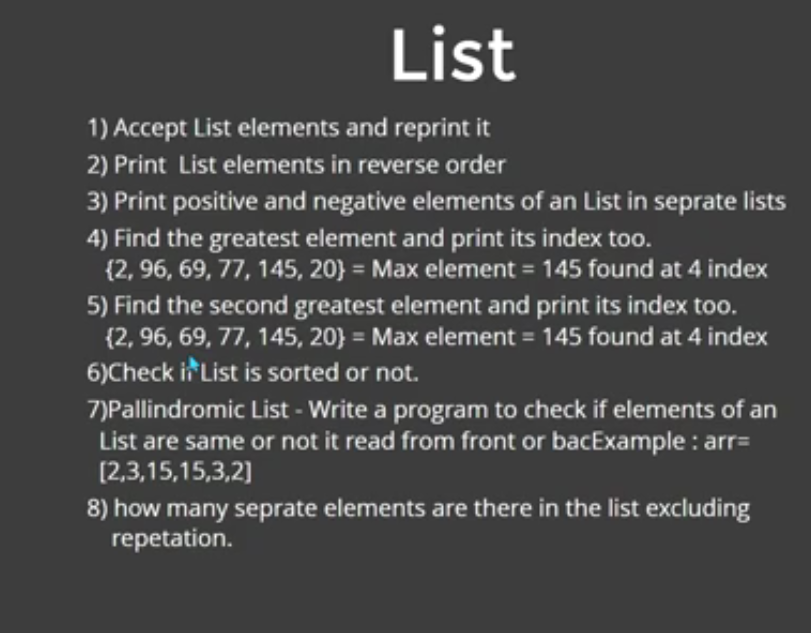 List
1) Accept List elements and reprint it
2) Print List elements in reverse order
3) Print positive and negative elements of an List in seprate lists
4) Find the greatest element and print its index too.
{2, 96, 69, 77, 145, 20} = Max element = 145 found at 4 index
5) Find the second greatest element and print its index too.
{2, 96, 69, 77, 145, 20} = Max element = 145 found at 4 index
6)Check if List is sorted or not.
7)Pallindromic List - Write a program to check if elements of an
List are same or not it read from front or bacExample : arr=
[2,3,15,15,3,2]
8) how many seprate elements are there in the list excluding
repetation.